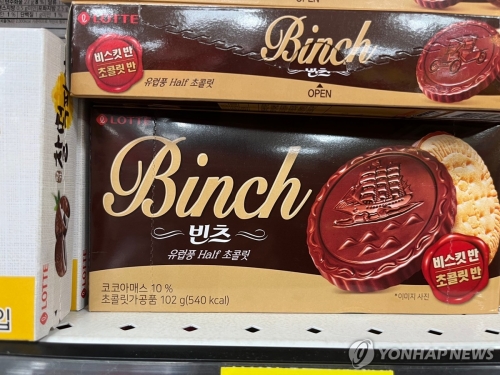 LOTTE
Binch
빈츠
비스킷 반
초콜릿 반
유럽풍 Half 초콜릿
OPEN
LOTTE
Binch
빈츠
유럽풍 Half 초콜릿
코코아매스 10 %
초콜릿가공품 102 g(540 kcal)
비스킷 반
초콜릿 반
*이미지 사진
LOTTE
입
YONHAPNEWS